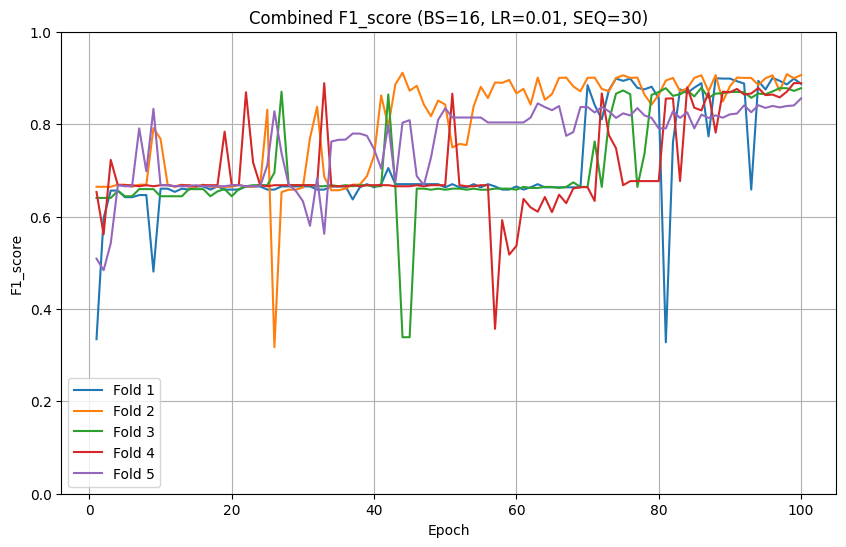 Combined F1_score (BS=16, LR=0.01, SEQ=30)
1.0
0.8
0.6
0.4
0.2
0.0
F1_score
Fold 1
Fold 2
Fold 3
Fold 4
Fold 5
0 20 40 60 80 100
Epoch